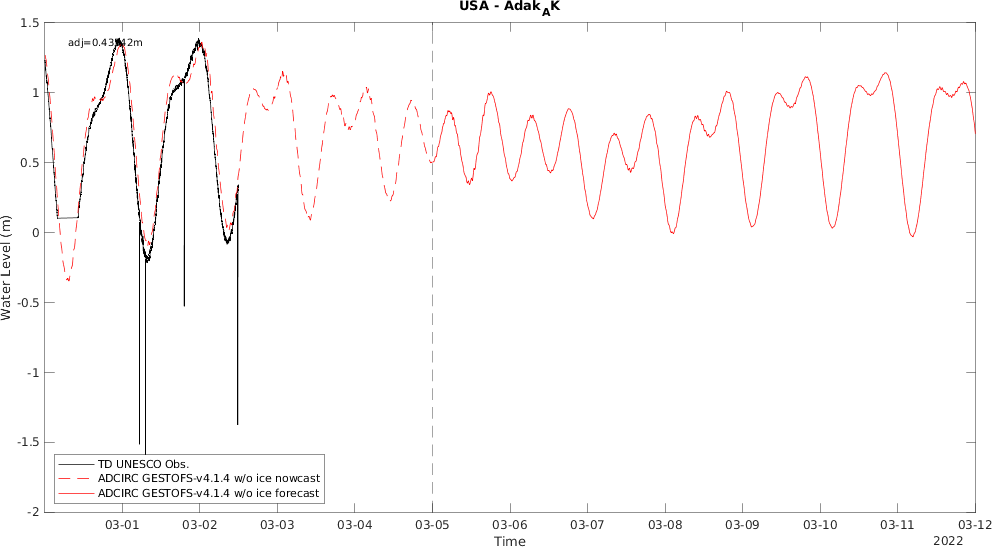 USA - Adak_AK
1.5
1
0.5
0
-0.5
-1
-1.5
-2
Water Level (m)
TD UNESCO Obs.
ADCIRC GESTOFS-v4.1.4 w/o ice nowcast
ADCIRC GESTOFS-v4.1.4 w/o ice forecast
03-01 03-02 03-03 03-04 03-05 03-06 03-07 03-08 03-09 03-10 03-11 03-12
Time
2022